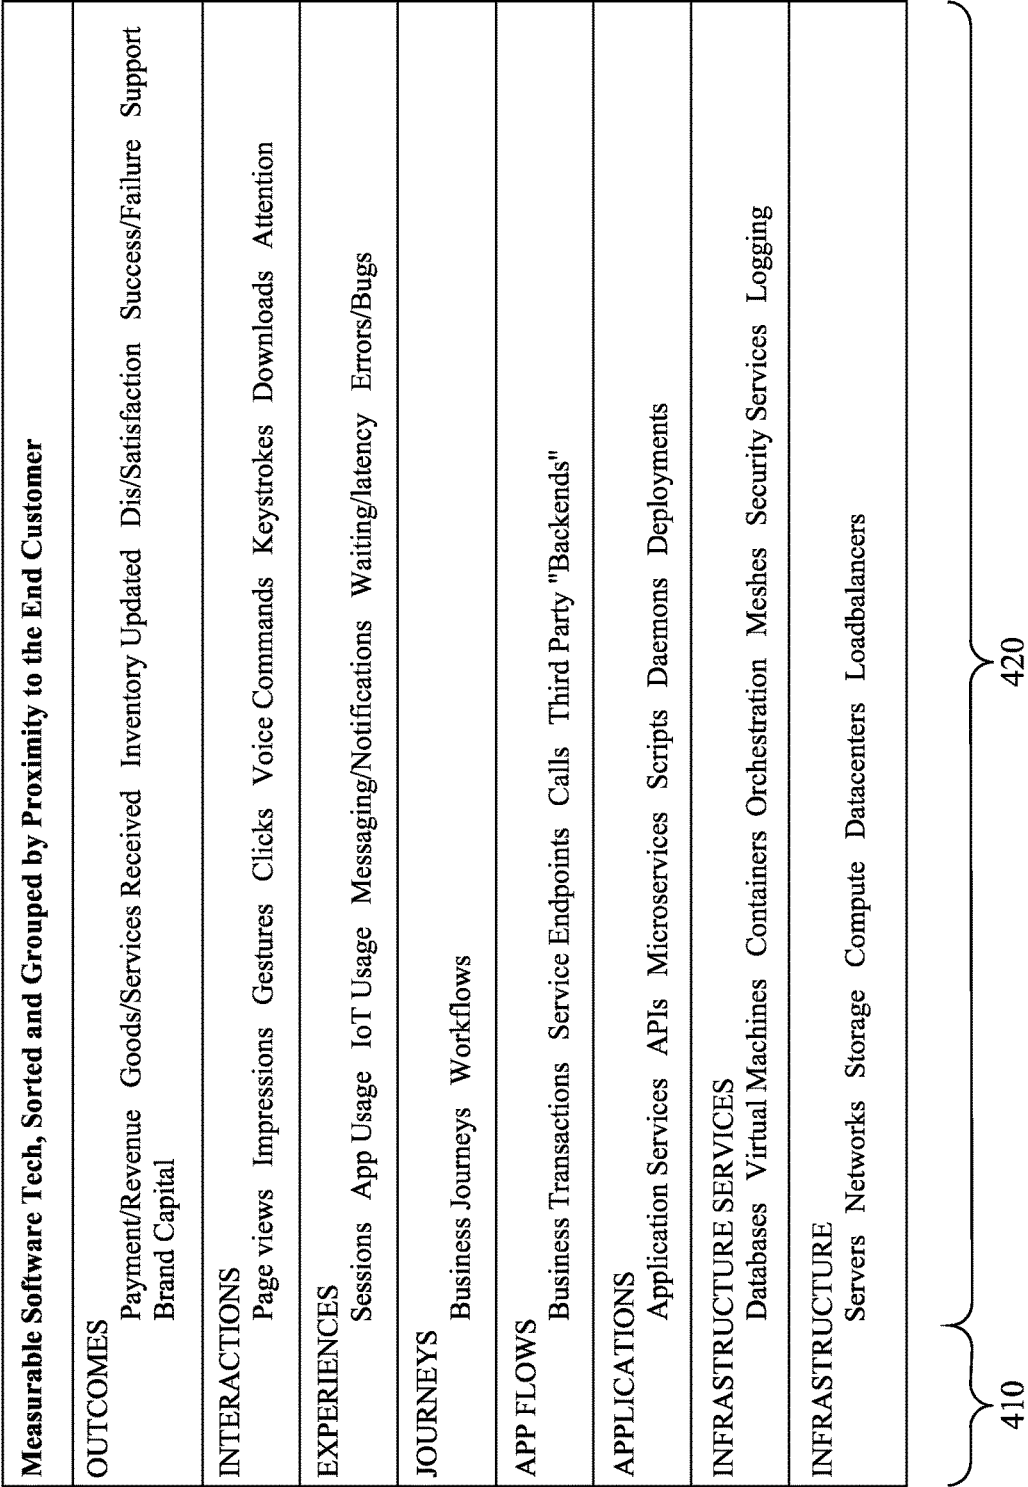 Measurable Software Tech, Sorted and Grouped by Proximity to the End Customer
OUTCOMES
Payment/Revenue Goods/Services Received Inventory Updated Dis/Satisfaction Success/Failure Support
Brand Capital
INTERACTIONS
Page views Impressions Gestures Clicks Voice Commands Keystrokes Downloads Attention
EXPERIENCES
Sessions App Usage IoT Usage Messaging/Notifications Waiting/latency Errors/Bugs
JOURNEYS
Business Journeys Workflows
APP FLOWS
Business Transactions Service Endpoints Calls Third Party "Backends"
APPLICATIONS
Application Services APIs Microservices Scripts Daemons Deployments
INFRASTRUCTURE SERVICES
Databases Virtual Machines Containers Orchestration Meshes Security Services Logging
INFRASTRUCTURE
Servers Networks Storage Compute Datacenters Loadbalancers
410
420